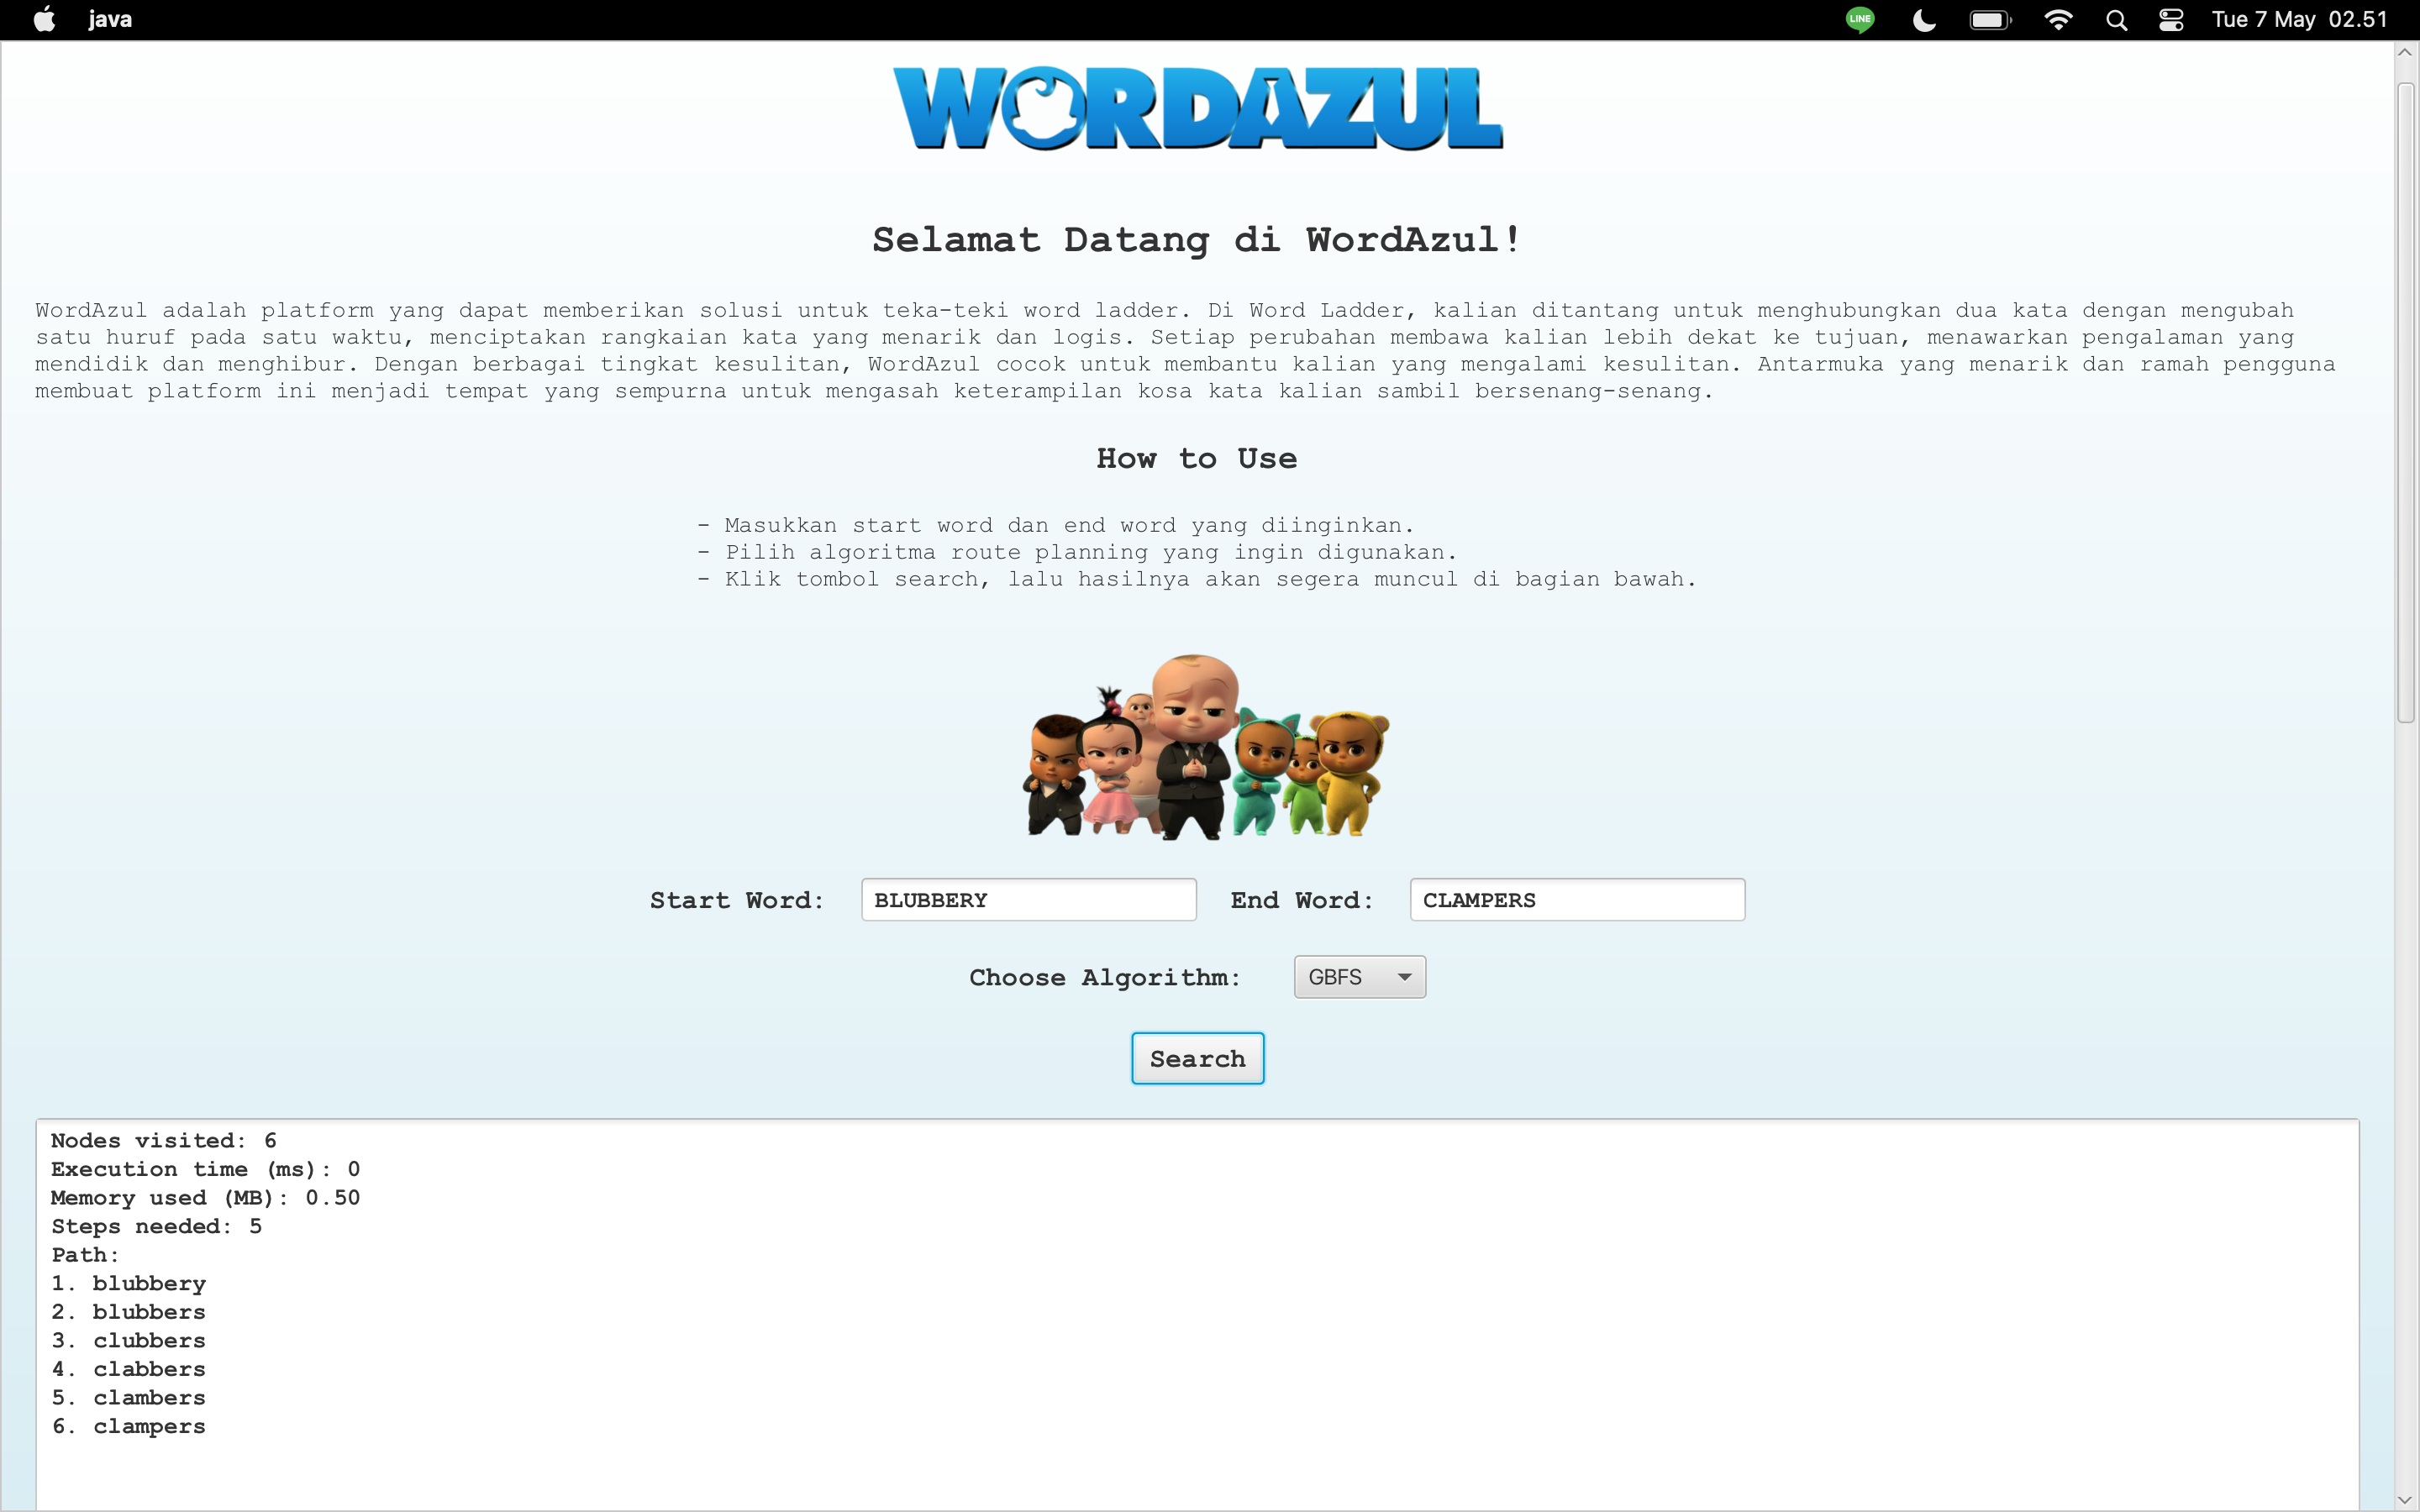 java
LINE
Tue 7 May 02.51
WORDAZUL
Selamat Datang di WordAzul!
WordAzul adalah platform yang dapat memberikan solusi untuk teka-teki word ladder. Di Word Ladder, kalian ditantang untuk menghubungkan dua kata dengan mengubah
satu huruf pada satu waktu, menciptakan rangkaian kata yang menarik dan logis. Setiap perubahan membawa kalian lebih dekat ke tujuan, menawarkan pengalaman yang
mendidik dan menghibur. Dengan berbagai tingkat kesulitan, WordAzul cocok untuk membantu kalian yang mengalami kesulitan. Antarmuka yang menarik dan ramah pengguna
membuat platform ini menjadi tempat yang sempurna untuk mengasah keterampilan kosa kata kalian sambil bersenang-senang.
How to Use
- Masukkan start word dan end word yang diinginkan.
- Pilih algoritma route planning yang ingin digunakan.
- Klik tombol search, lalu hasilnya akan segera muncul di bagian bawah.
Start Word: BLUBBERY End Word: CLAMPERS
Choose Algorithm: GBFS
Search
Nodes visited: 6
Execution time (ms): 0
Memory used (MB): 0.50
Steps needed: 5
Path:
1. blubbery
2. blubbers
3. clubbers
4. clabbers
5. clambers
6. clampers